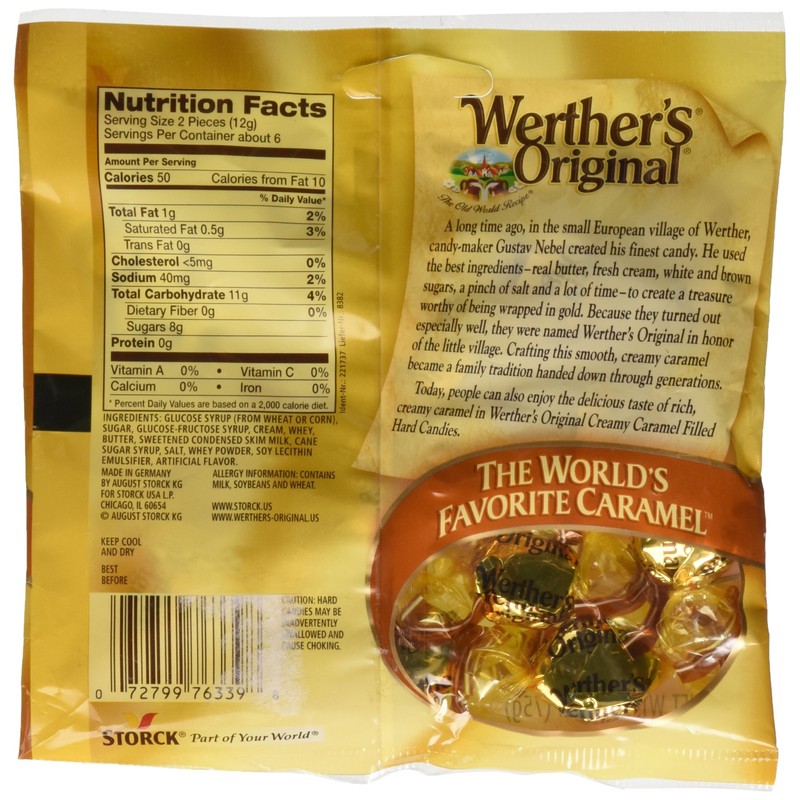 Nutrition Facts
Serving Size 2 Pieces (12g)
Servings Per Container about 6
Amount Per Serving
Calories 50 Calories from Fat 10
% Daily Value*
Total Fat 1g 2%
Saturated Fat 0.5g 3%
Trans Fat 0g
Cholesterol <5mg 0%
Sodium 40mg 2%
Total Carbohydrate 11g 4%
Dietary Fiber 0g 0%
Sugars 8g
Protein 0g
Vitamin A 0% • Vitamin C 0%
Calcium 0% • Iron 0%
* Percent Daily Values are based on a 2,000 calorie diet.
Ident-Nr.: 221737 Liefer-Nr. 8382
INGREDIENTS: GLUCOSE SYRUP (FROM WHEAT OR CORN),
SUGAR, GLUCOSE-FRUCTOSE SYRUP, CREAM, WHEY,
BUTTER, SWEETENED CONDENSED SKIM MILK, CANE
SUGAR SYRUP, SALT, WHEY POWDER, SOY LECITHIN
EMULSIFIER, ARTIFICIAL FLAVOR.
MADE IN GERMANY
BY AUGUST STORCK KG
FOR STORCK USA L.P.
CHICAGO, IL 60654
© AUGUST STORCK KG
ALLERGY INFORMATION: CONTAINS
MILK, SOYBEANS AND WHEAT.
WWW.STORCK.US
WWW.WERTHERS-ORIGINAL.US
KEEP COOL
AND DRY
BEST
BEFORE
CAUTION: HARD
CANDIES MAY BE
INADVERTENTLY
SWALLOWED AND
CAUSE CHOKING.
0 72799 76339 8
STORCK® Part of Your World®
Werther's®
Original®
The Old World Recipe®
A long time ago, in the small European village of Werther,
candy-maker Gustav Nebel created his finest candy. He used
the best ingredients–real butter, fresh cream, white and brown
sugars, a pinch of salt and a lot of time–to create a treasure
worthy of being wrapped in gold. Because they turned out
especially well, they were named Werther's Original in honor
of the little village. Crafting this smooth, creamy caramel
became a family tradition handed down through generations.
Today, people can also enjoy the delicious taste of rich,
creamy caramel in Werther's Original Creamy Caramel Filled
Hard Candies.
THE WORLD'S
FAVORITE CARAMEL™
Origin
Werther's
Original
Werther's